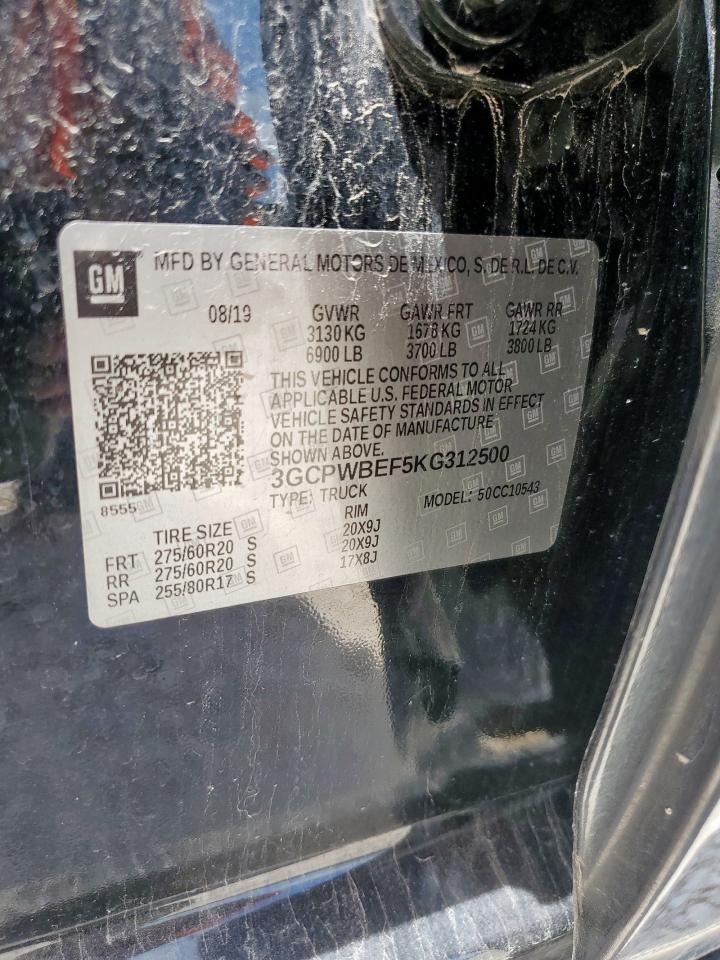 GM MFD BY GENERAL MOTORS DE MEXICO, S. DE R.L. DE C.V.
08/19 GVWR GAWR FRT GAWR RR
3130 KG 1678 KG 1724 KG
6900 LB 3700 LB 3800 LB
THIS VEHICLE CONFORMS TO ALL
APPLICABLE U.S. FEDERAL MOTOR
VEHICLE SAFETY STANDARDS IN EFFECT
ON THE DATE OF MANUFACTURE
SHOWN ABOVE.
3GCPWBEF5KG312500
8555 TYPE: TRUCK MODEL: 50CC10543
TIRE SIZE RIM
FRT 275/60R20 S 20X9J
RR 275/60R20 S 20X9J
SPA 255/80R17 S 17X8J